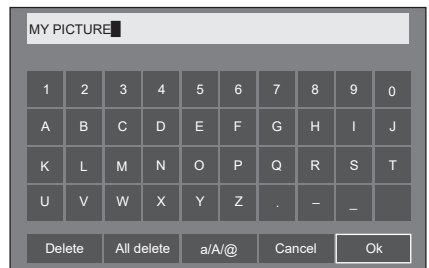 MY PICTURE
1 2 3 4 5 6 7 8 9 0
A B C D E F G H I J
K L M N O P Q R S T
U V W X Y Z . – _
Delete All delete a/A/@ Cancel Ok